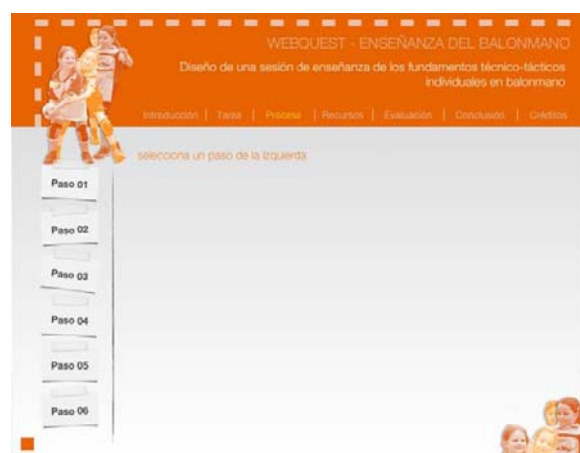 WEBQUEST - ENSEÑANZA DEL BALONMANO
Diseño de una sesión de enseñanza de los fundamentos técnico-tácticos
individuales en balonmano
Introducción | Tarea | Proceso | Recursos | Evaluación | Conclusión | Créditos
selecciona un paso de la izquierda
Paso 01
Paso 02
Paso 03
Paso 04
Paso 05
Paso 06